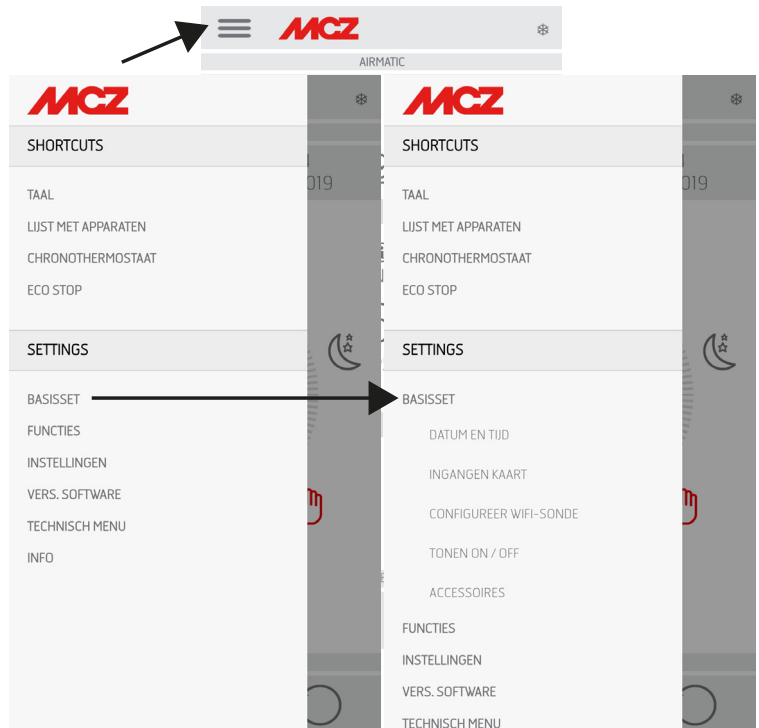 MCZ
AIRMATIC
MCZ
SHORTCUTS
TAAL
LIJST MET APPARATEN
CHRONOTHERMOSTAAT
ECO STOP
SETTINGS
BASISSET
FUNCTIES
INSTELLINGEN
VERS. SOFTWARE
TECHNISCH MENU
INFO
019
MCZ
SHORTCUTS
TAAL
LIJST MET APPARATEN
CHRONOTHERMOSTAAT
ECO STOP
SETTINGS
BASISSET
DATUM EN TIJD
INGANGEN KAART
CONFIGUREER WIFI-SONDE
TONEN ON / OFF
ACCESSOIRES
FUNCTIES
INSTELLINGEN
VERS. SOFTWARE
TECHNISCH MENU
019